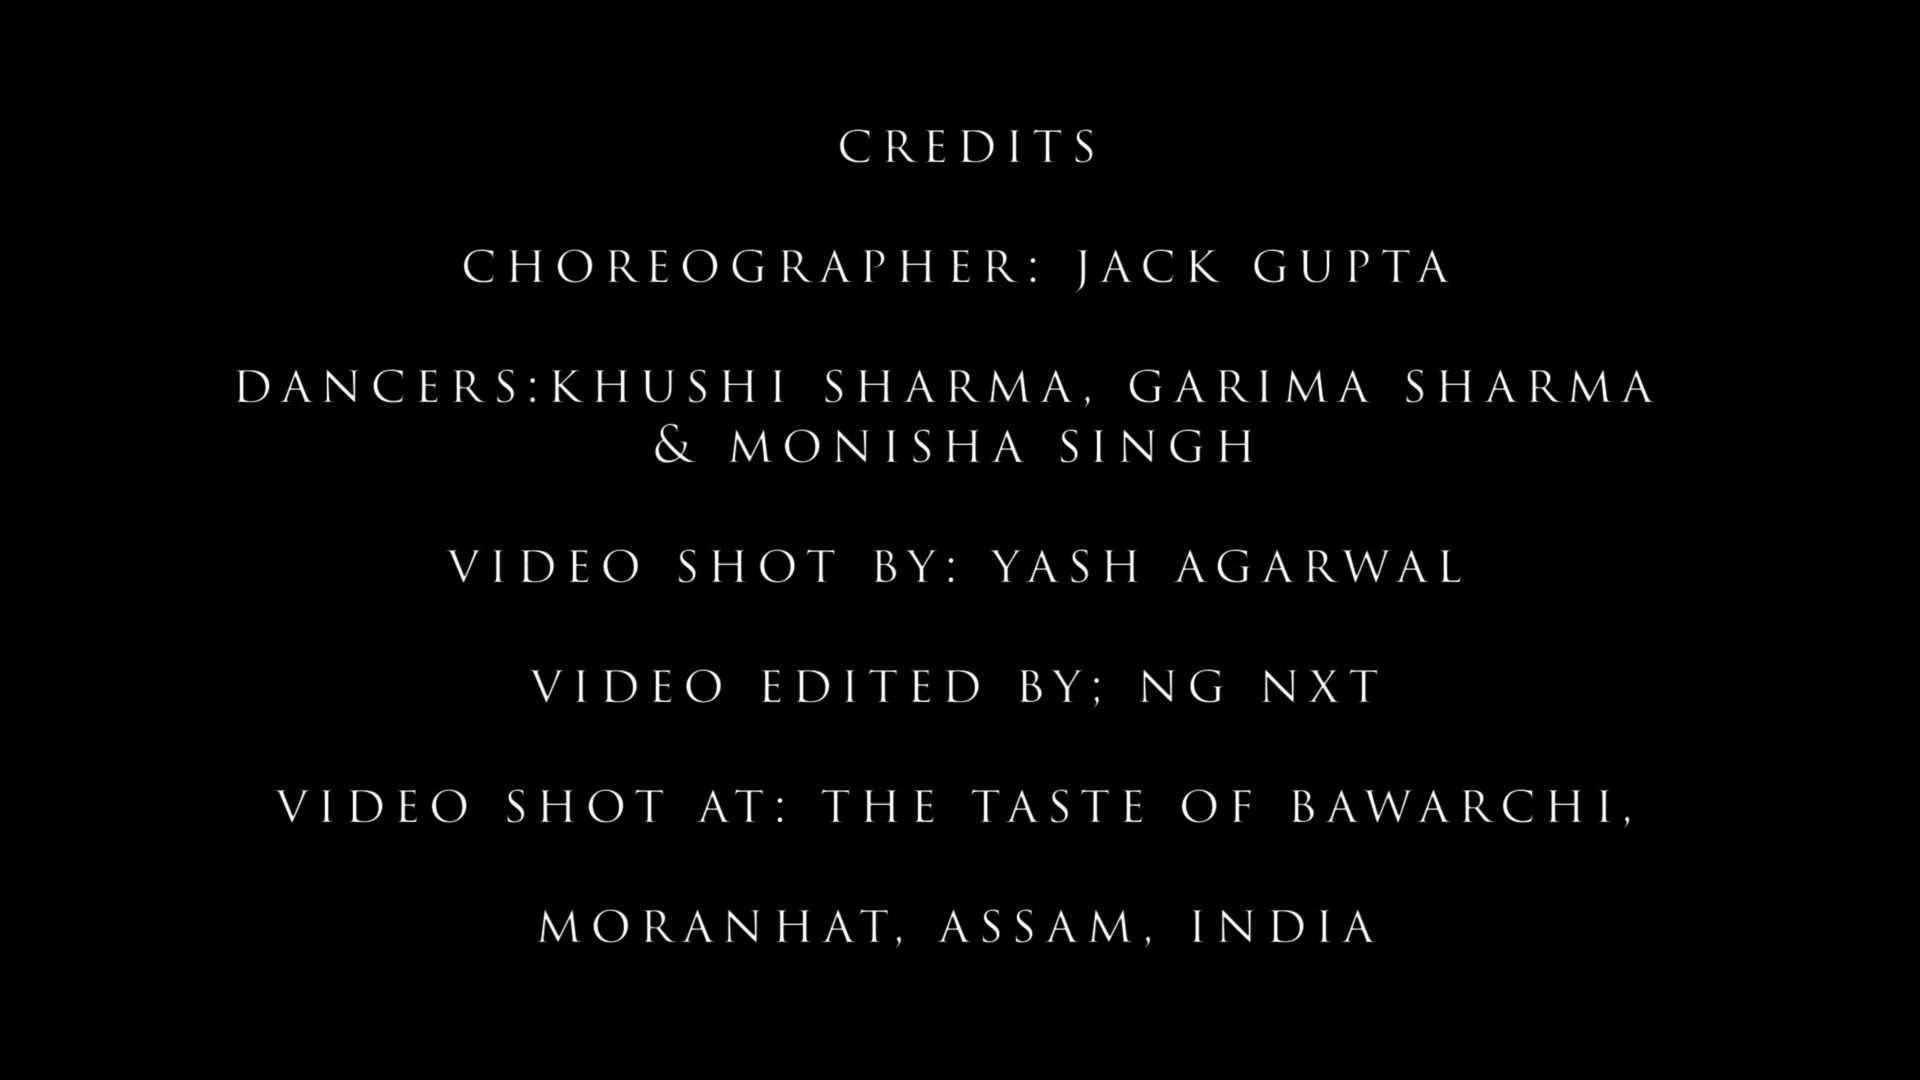 CREDITS
CHOREOGRAPHER: JACK GUPTA
DANCERS:KHUSHI SHARMA, GARIMA SHARMA
& MONISHA SINGH
VIDEO SHOT BY: YASH AGARWAL
VIDEO EDITED BY; NG NXT
VIDEO SHOT AT: THE TASTE OF BAWARCHI,
MORANHAT, ASSAM, INDIA